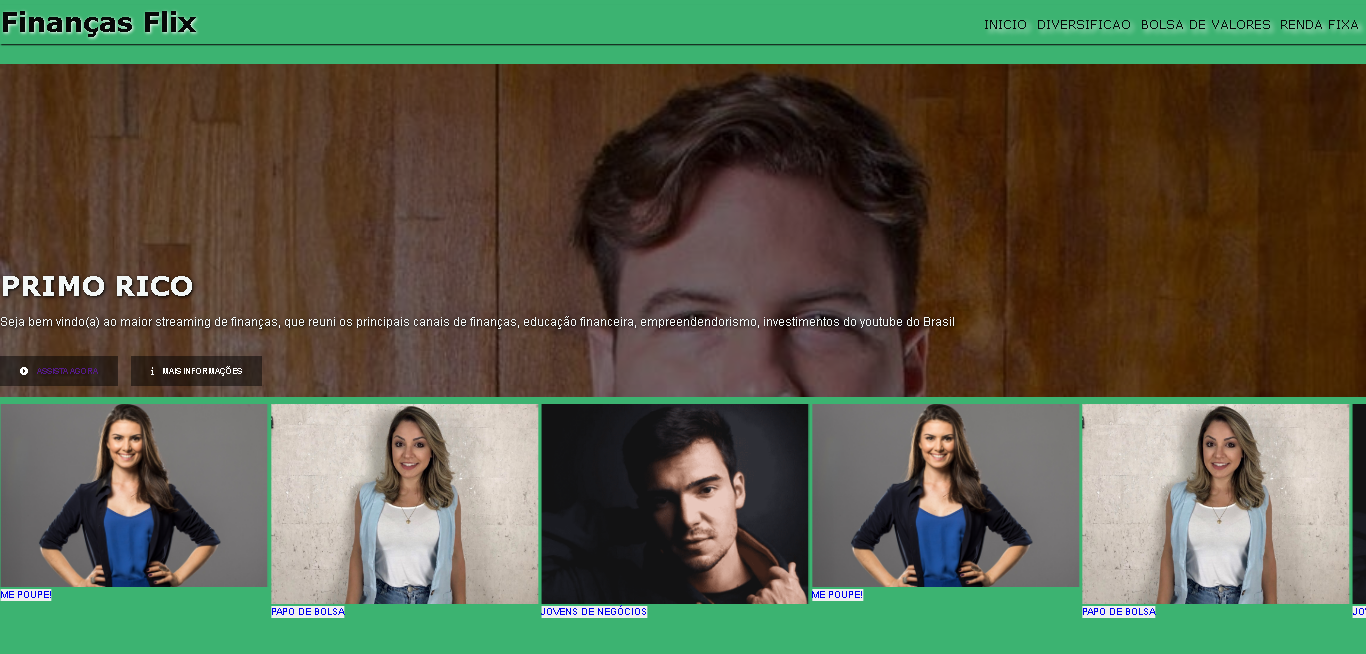 Finanças Flix
INICIO DIVERSIFICAO BOLSA DE VALORES RENDA FIXA
PRIMO RICO
Seja bem vindo(a) ao maior streaming de finanças, que reuni os principais canais de finanças, educação financeira, empreendendorismo, investimentos do youtube do Brasil
ASSISTA AGORA MAIS INFORMAÇÕES
ME POUPE! ME POUPE!
PAPO DE BOLSA JOVENS DE NEGÓCIOS PAPO DE BOLSA JO